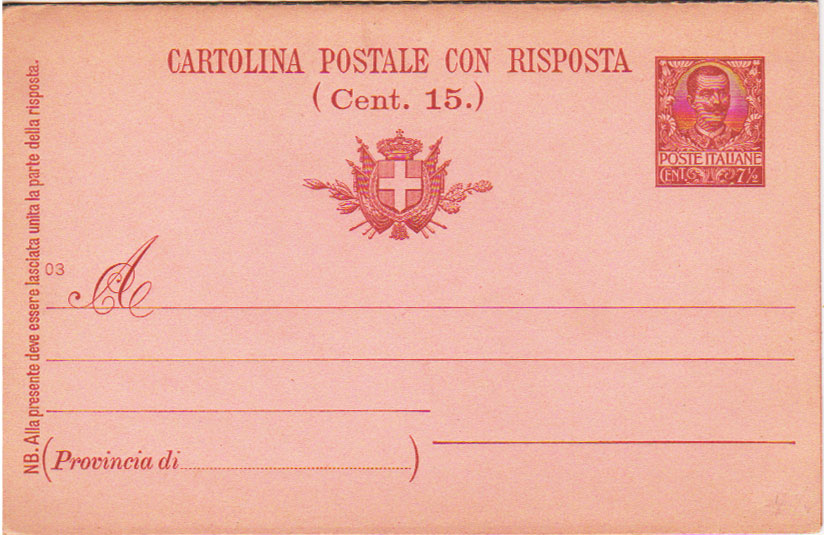 CARTOLINA POSTALE CON RISPOSTA
(Cent. 15.)
POSTE ITALIANE
CENT. 7½
NB. Alla presente deve essere lasciata unita la parte della risposta.
03
A
(Provincia di)